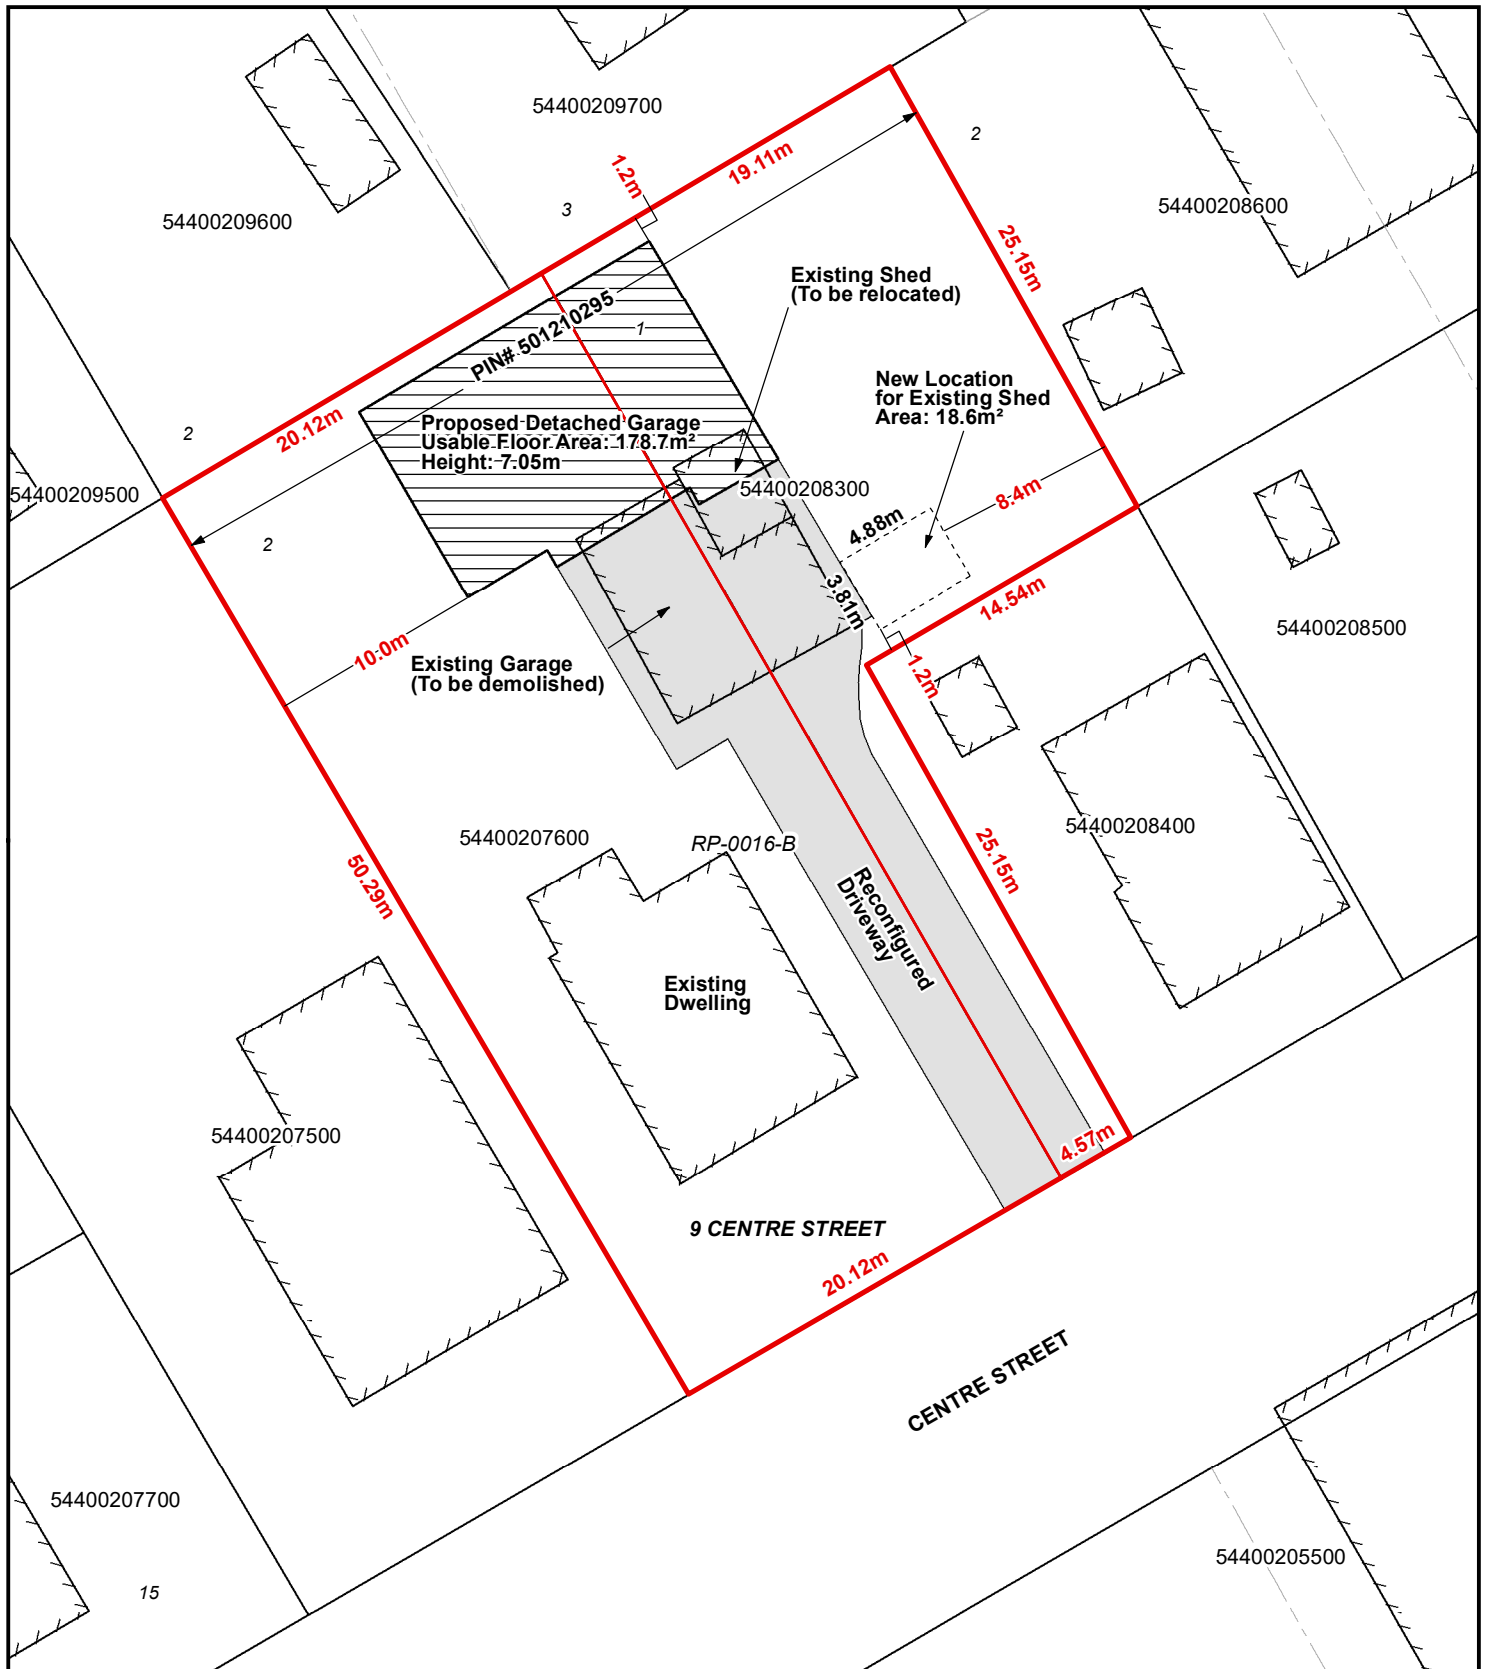 54400209700
2
1.2m
19.11m
3
54400209600
54400208600
25.15m
Existing Shed
(To be relocated)
PIN# 501210295
1
New Location
for Existing Shed
Area: 18.6m²
20.12m
2
Proposed Detached Garage
Usable Floor Area: 178.7m²
Height: 7.05m
54400209500
54400208300
8.4m
4.88m
2
3.81m
14.54m
54400208500
10.0m
Existing Garage
(To be demolished)
1.2m
54400207600
RP-0016-B
54400208400
25.15m
50.29m
Reconfigured
Driveway
Existing
Dwelling
54400207500
4.57m
9 CENTRE STREET
20.12m
CENTRE STREET
54400207700
54400205500
15